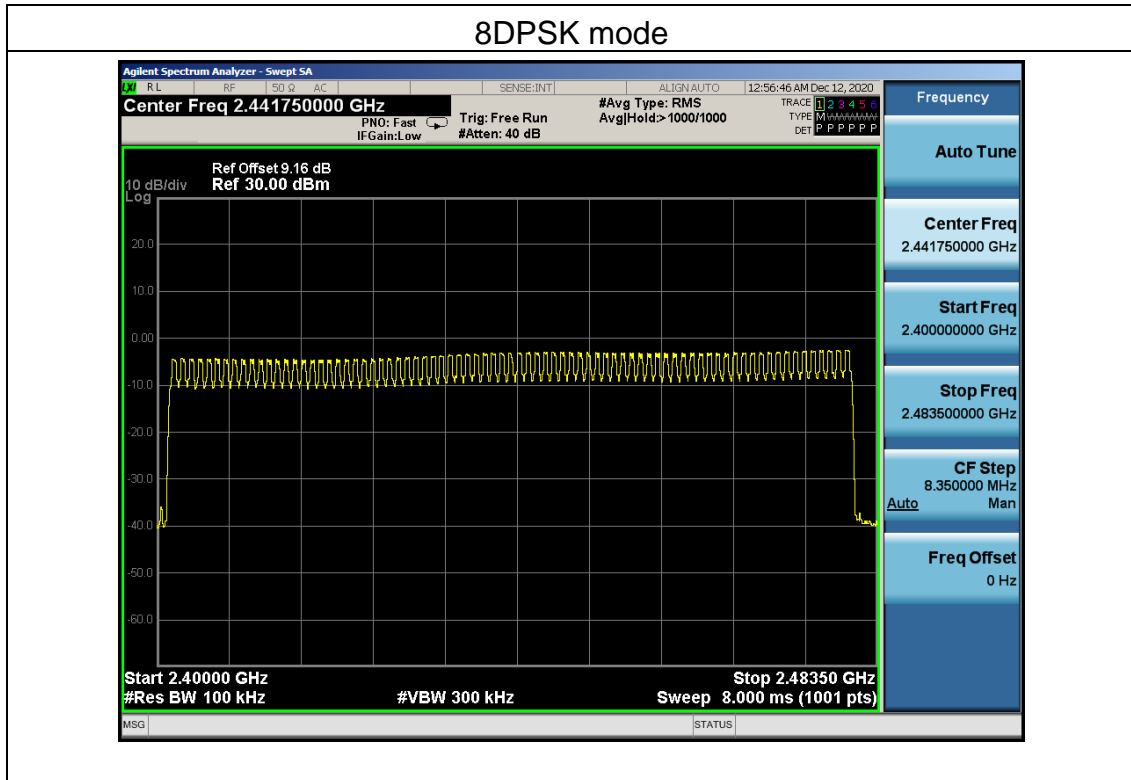 8DPSK mode
Agilent Spectrum Analyzer - Swept SA
LXI RL RF 50 Ω AC SENSE:INT ALIGN AUTO 12:56:46 AM Dec 12, 2020
Center Freq 2.441750000 GHz
PNO: Fast
IFGain:Low
Trig: Free Run
#Atten: 40 dB
#Avg Type: RMS
Avg|Hold:>1000/1000
TRACE 1 2 3 4 5 6
TYPE M WWWWW
DET P P P P P P
Ref Offset 9.16 dB
10 dB/div Ref 30.00 dBm
Log
20.0
10.0
0.00
-10.0
-20.0
-30.0
-40.0
-50.0
-60.0
Start 2.40000 GHz Stop 2.48350 GHz
#Res BW 100 kHz #VBW 300 kHz Sweep 8.000 ms (1001 pts)
MSG STATUS
Frequency
Auto Tune
Center Freq
2.441750000 GHz
Start Freq
2.400000000 GHz
Stop Freq
2.483500000 GHz
CF Step
8.350000 MHz
Auto Man
Freq Offset
0 Hz